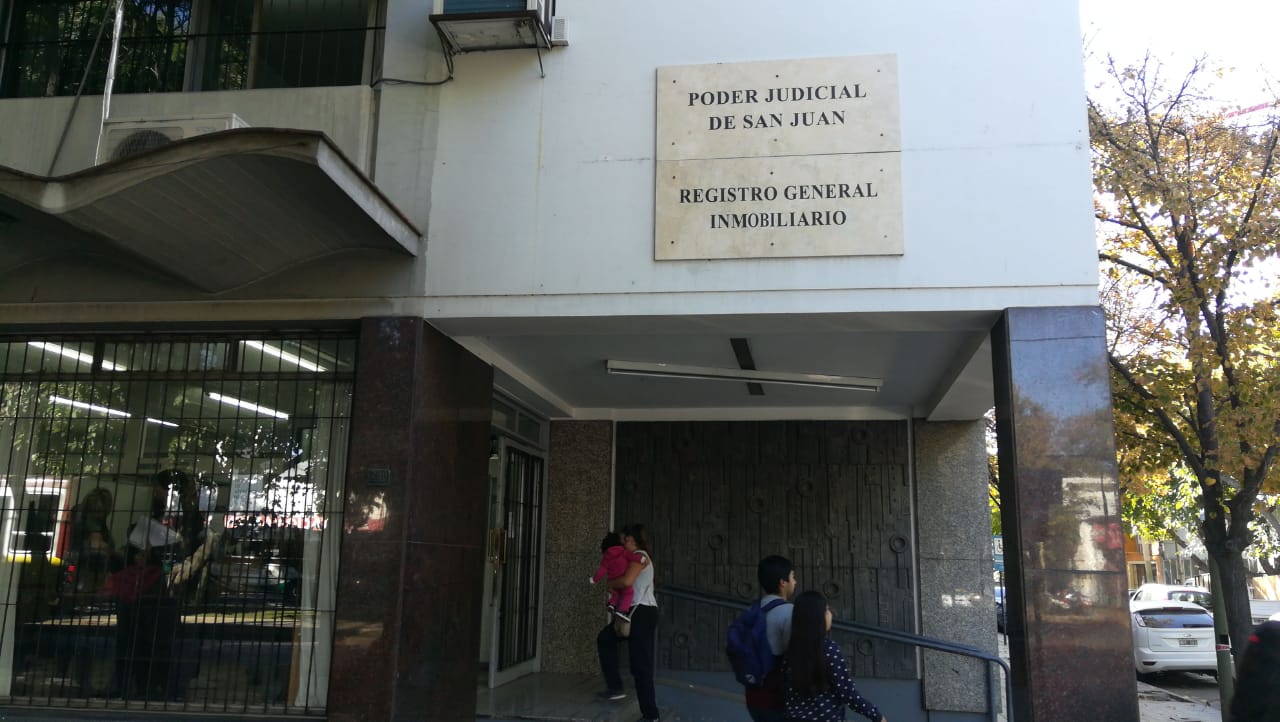 PODER JUDICIAL
DE SAN JUAN
REGISTRO GENERAL
INMOBILIARIO